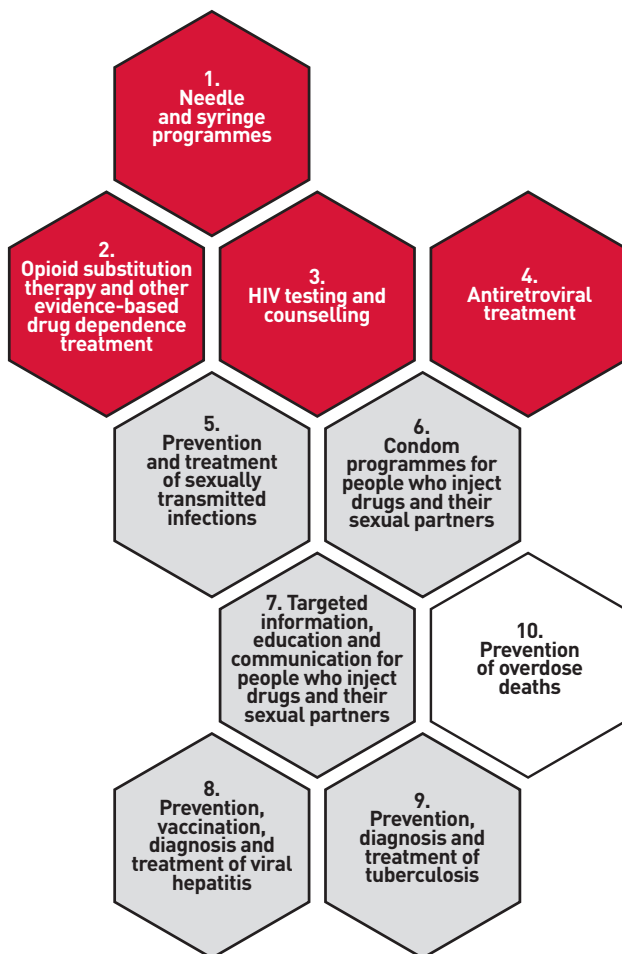 1.
Needle
and syringe
programmes
2.
Opioid substitution
therapy and other
evidence-based
drug dependence
treatment
3.
HIV testing and
counselling
4.
Antiretroviral
treatment
5.
Prevention
and treatment
of sexually
transmitted
infections
6.
Condom
programmes for
people who inject
drugs and their
sexual partners
7. Targeted
information,
education and
communication for
people who inject
drugs and their
sexual partners
10.
Prevention
of overdose
deaths
8.
Prevention,
vaccination,
diagnosis and
treatment of viral
hepatitis
9.
Prevention,
diagnosis and
treatment of
tuberculosis